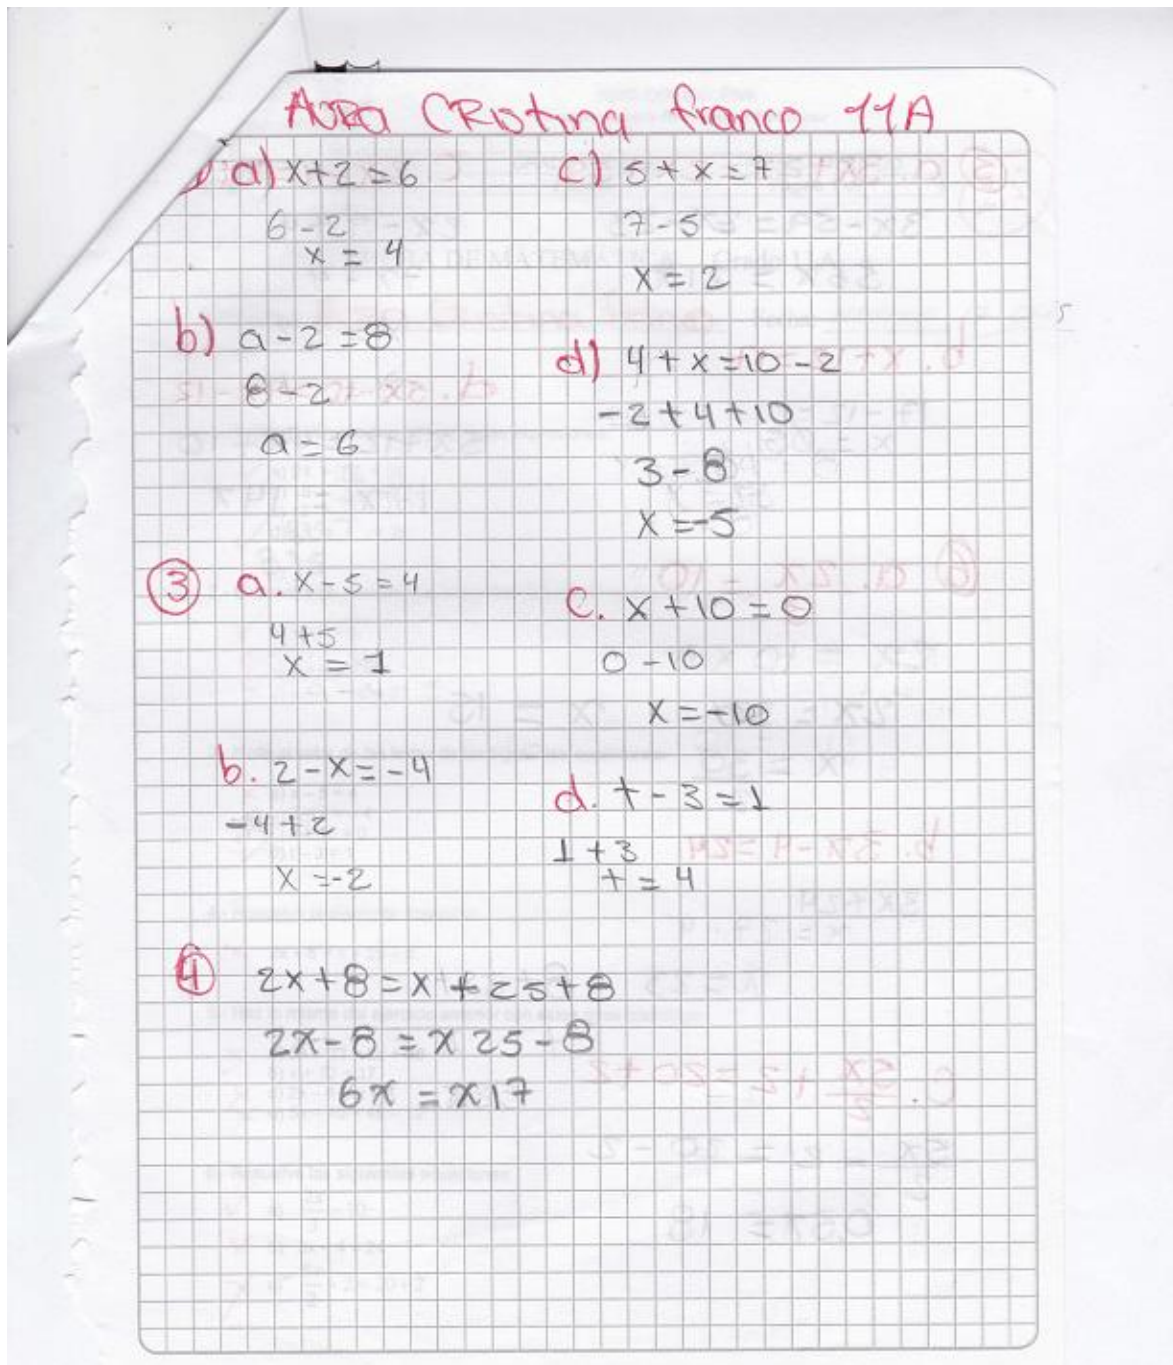 AURA CRistina franco 11A
a) x+2=6
6-2
x = 4
b) a-2=8
8-2
a=6
c) 5+x=7
7-5
x=2
d) 4+x=10-2
-2+4+10
3-8
x=-5
3 a. x-5=4
4+5
x=1
b. 2-x=-4
-4+2
x=-2
c. x+10=0
0-10
x=-10
d. t-3=1
1+3
t=4
4 2x+8=x+25+8
2x-8=x 25-8
6x=x17